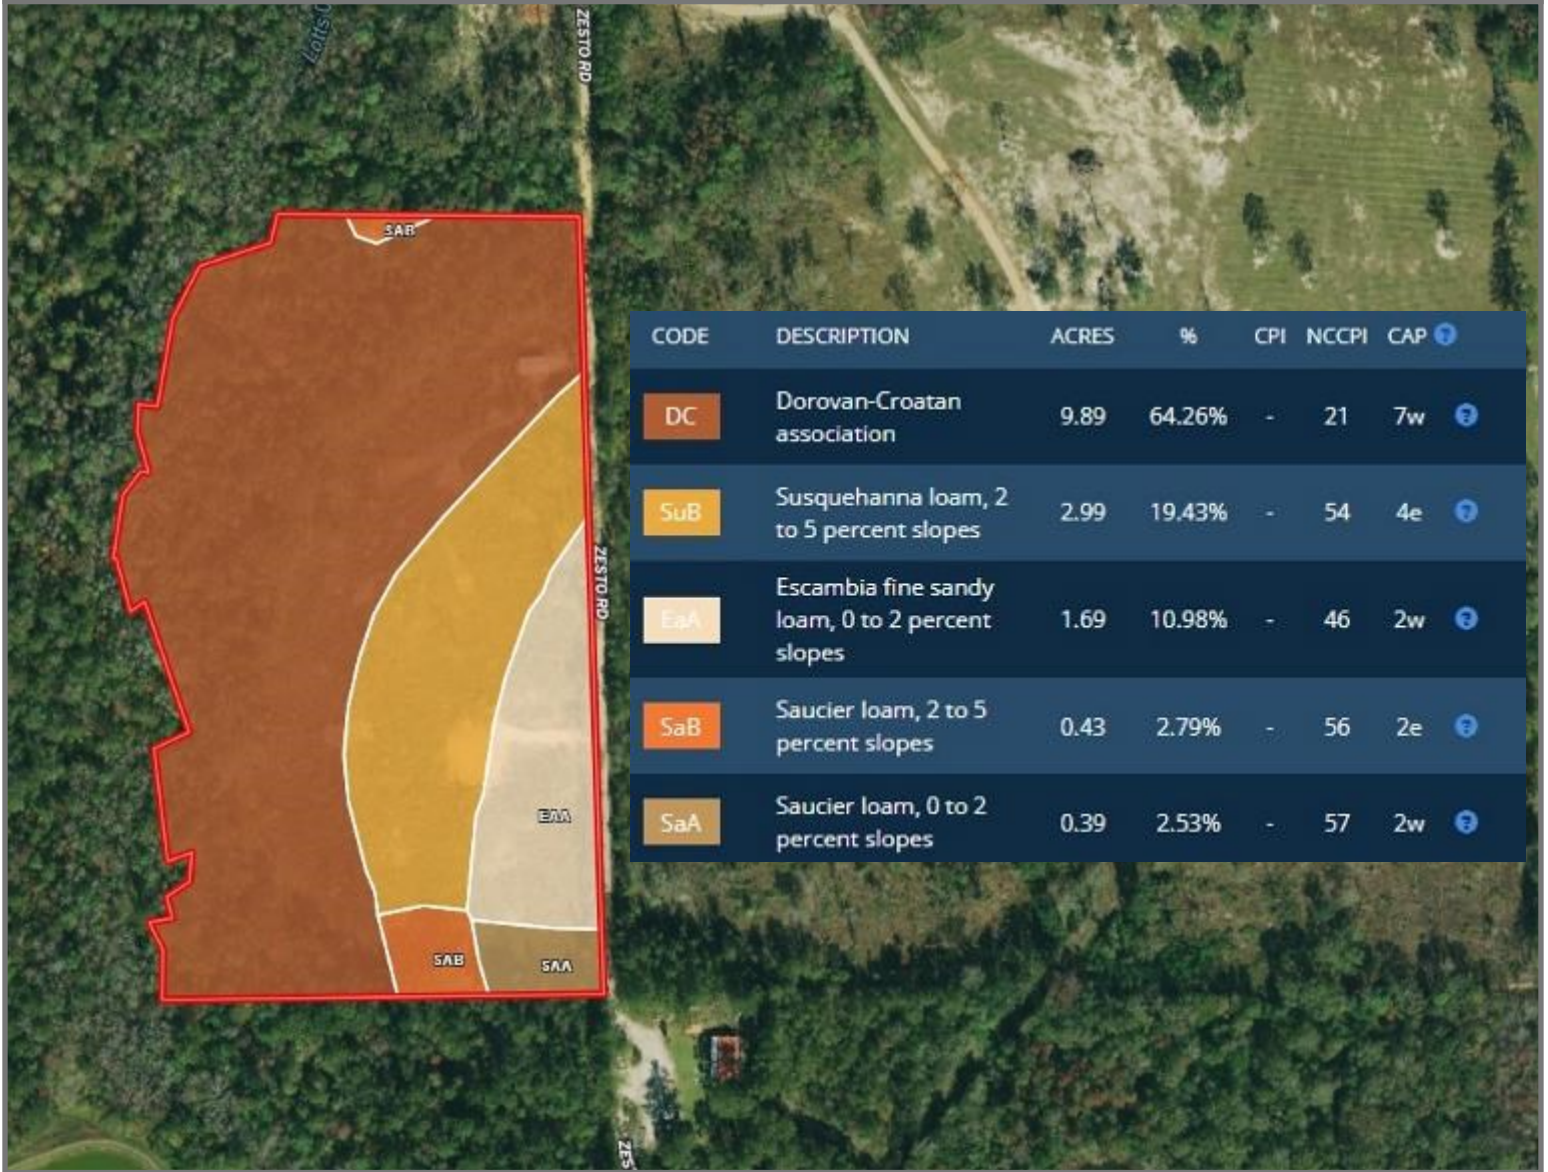 Lotts
ZESTO RD
SAB
ZESTO RD
EAA
SAB
SAA
ZES
CODE DESCRIPTION ACRES % CPI NCCPI CAP ?
DC Dorovan-Croatan association 9.89 64.26% - 21 7w ?
SuB Susquehanna loam, 2 to 5 percent slopes 2.99 19.43% - 54 4e ?
EaA Escambia fine sandy loam, 0 to 2 percent slopes 1.69 10.98% - 46 2w ?
SaB Saucier loam, 2 to 5 percent slopes 0.43 2.79% - 56 2e ?
SaA Saucier loam, 0 to 2 percent slopes 0.39 2.53% - 57 2w ?